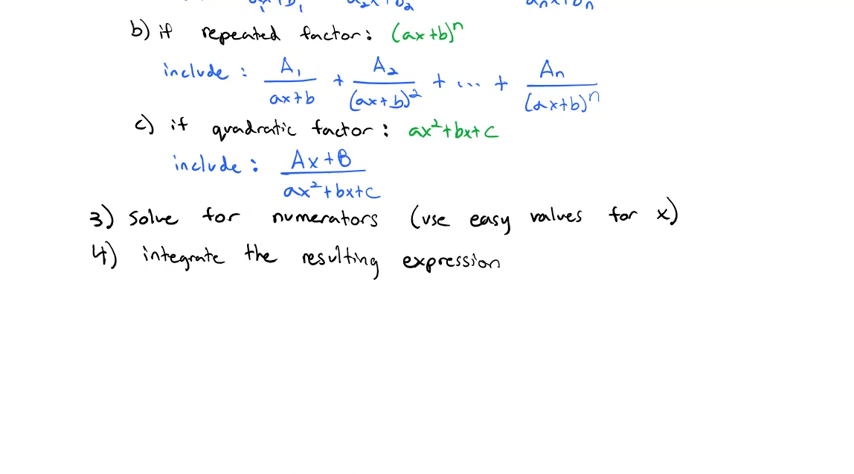 b) if repeated factor: (ax+b)^n
include: A₁/(ax+b) + A₂/(ax+b)² + ... + Aₙ/(ax+b)^n
c) if quadratic factor: ax²+bx+c
include: (Ax+B)/(ax²+bx+c)
3) solve for numerators (use easy values for x)
4) integrate the resulting expression